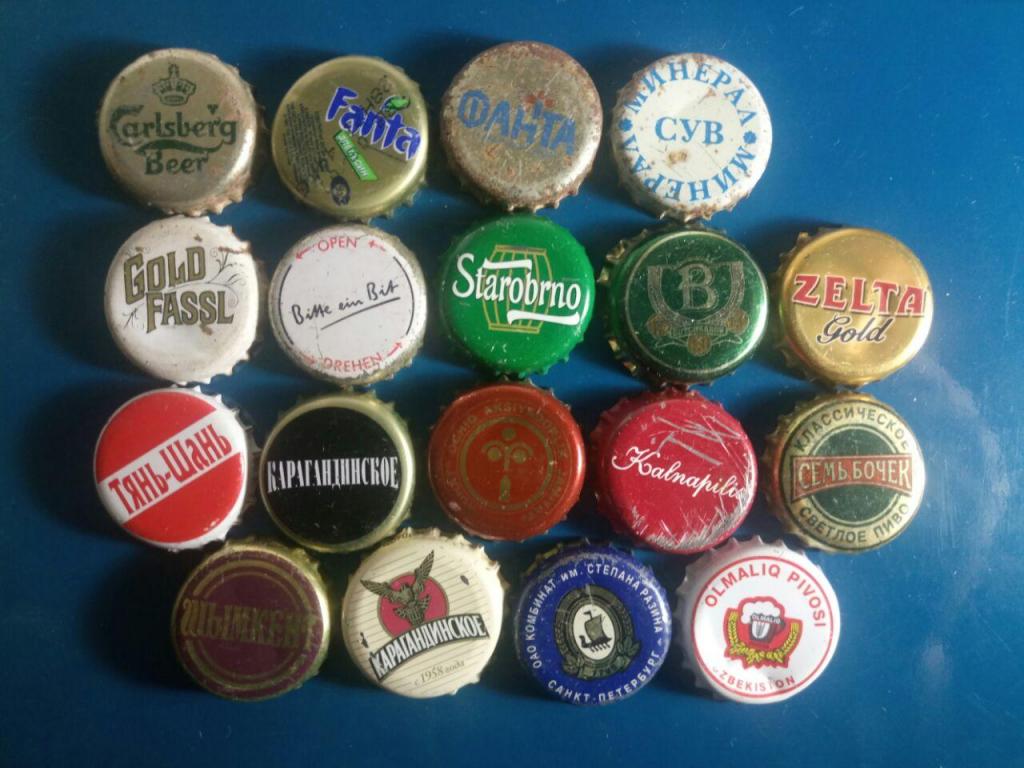 Carlsberg
Beer
Fanta
ФАНТА
МИНЕРАЛ
СУВ
МИНЕРАЛ
GOLD
FASSL
OPEN
Bitte ein Bit
DREHEN
Starobrno
B
ZELTA
Gold
ТЯНЬ-ШАНЬ
КАРАГАНДИНСКОЕ
Kalnapilis
КЛАССИЧЕСКОЕ
СЕМЬ БОЧЕК
СВЕТЛОЕ ПИВО
ШЫМКЕНТ
КАРАГАНДИНСКОЕ
с 1958 года
ОАО КОМБИНАТ ИМ. СТЕПАНА РАЗИНА
САНКТ-ПЕТЕРБУРГ
OLMALIQ PIVOSI
OLMALIQ
UZBEKISTON